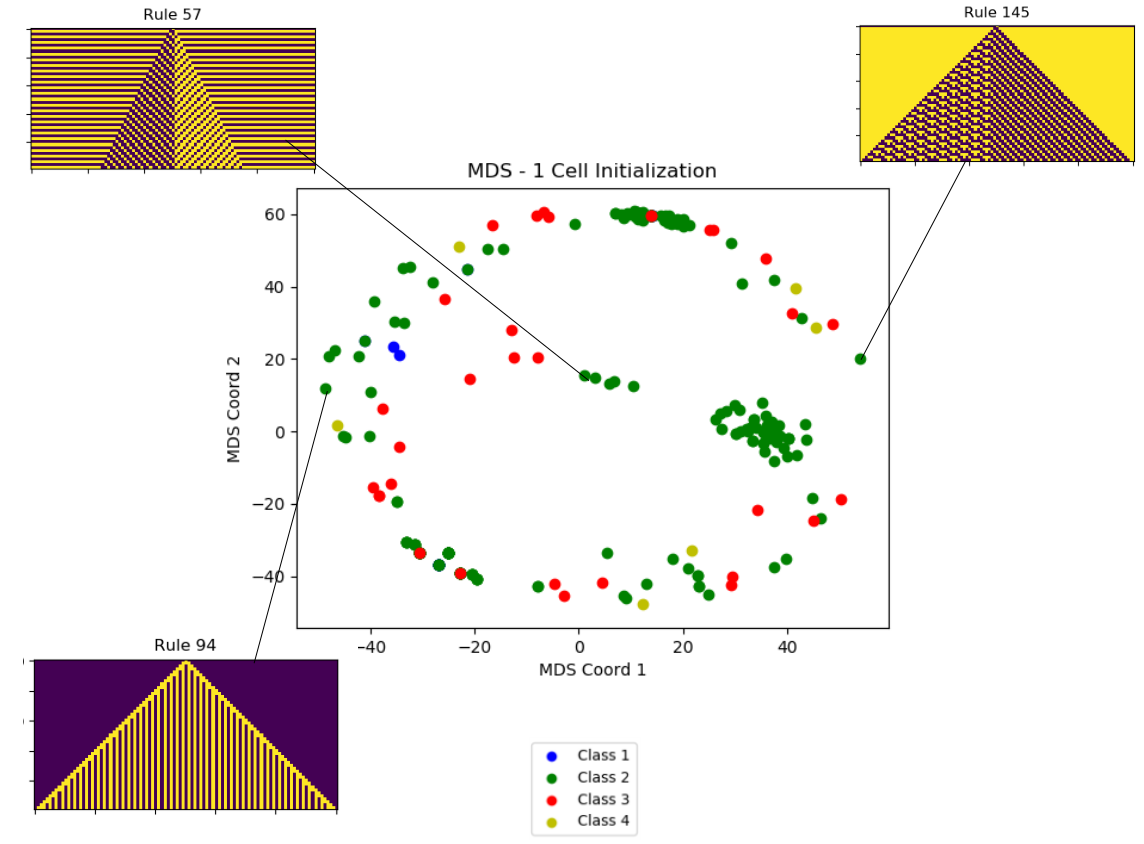 Rule 57
Rule 145
MDS - 1 Cell Initialization
60
40
20
0
−20
−40
MDS Coord 2
−40
−20
0
20
40
MDS Coord 1
Rule 94
Class 1
Class 2
Class 3
Class 4